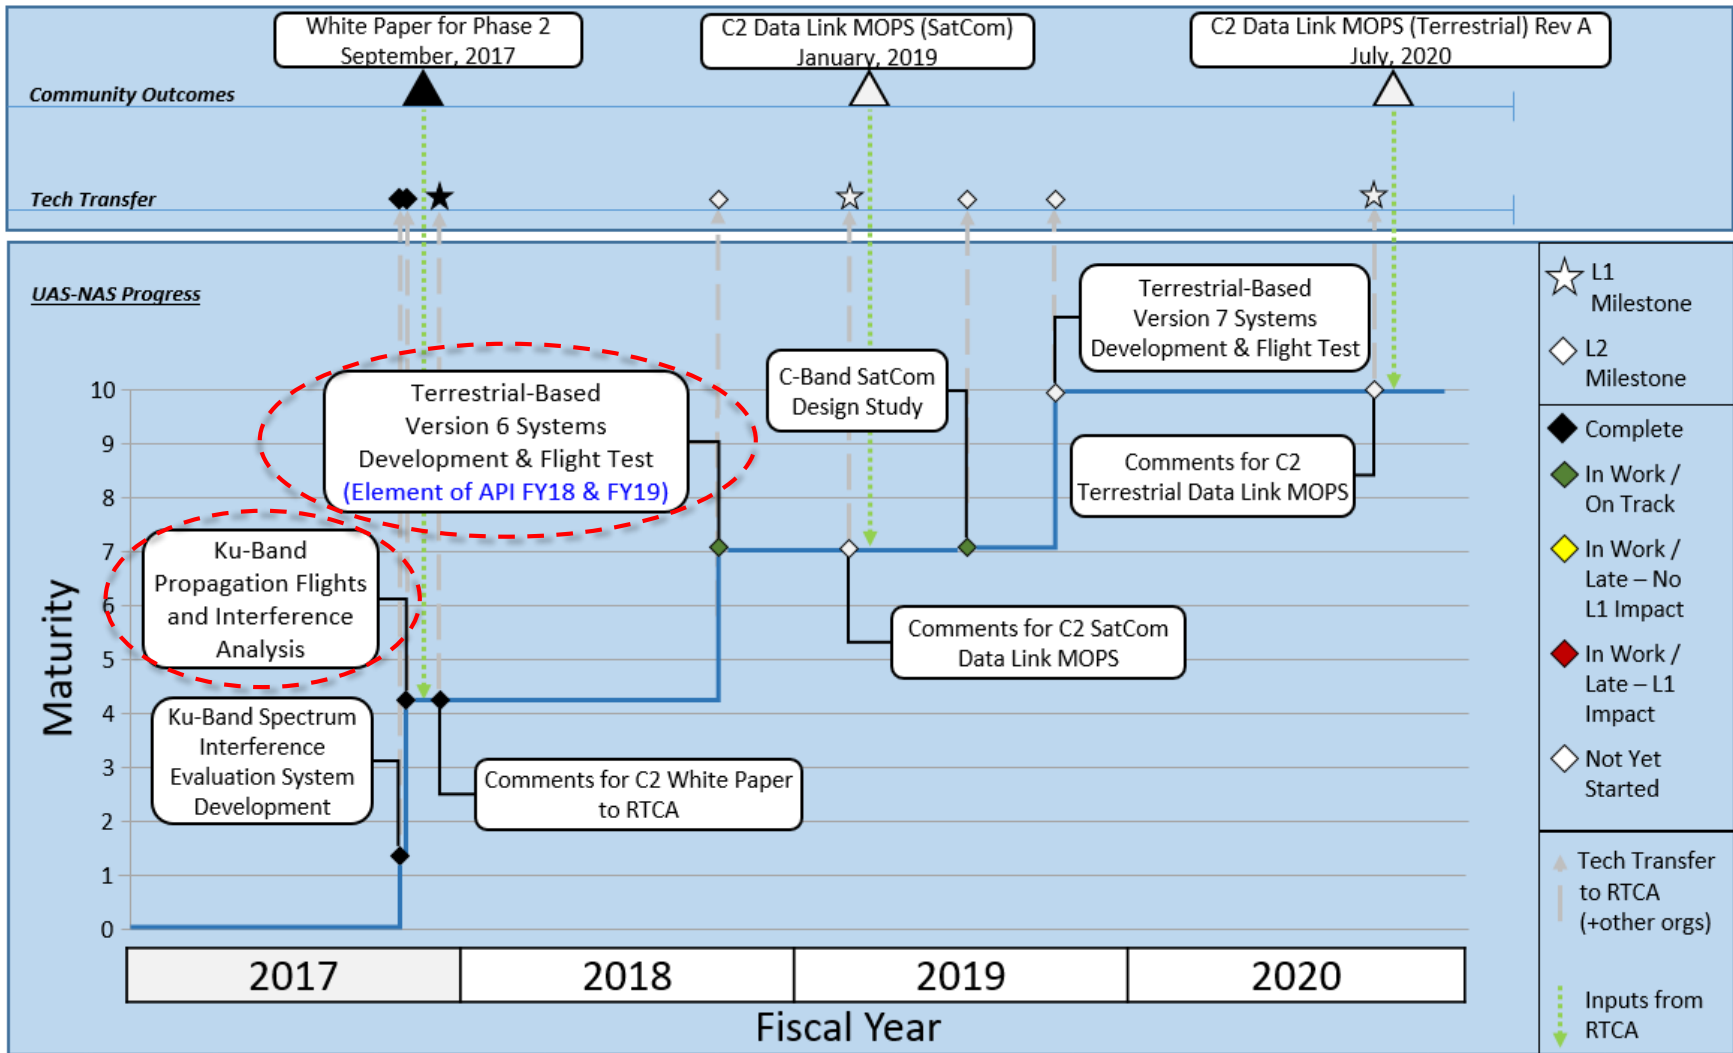 White Paper for Phase 2
September, 2017
C2 Data Link MOPS (SatCom)
January, 2019
C2 Data Link MOPS (Terrestrial) Rev A
July, 2020
Community Outcomes
Tech Transfer
UAS-NAS Progress
Terrestrial-Based
Version 6 Systems
Development & Flight Test
(Element of API FY18 & FY19)
Ku-Band
Propagation Flights
and Interference
Analysis
Ku-Band Spectrum
Interference
Evaluation System
Development
Comments for C2 White Paper
to RTCA
C-Band SatCom
Design Study
Comments for C2 SatCom
Data Link MOPS
Terrestrial-Based
Version 7 Systems
Development & Flight Test
Comments for C2
Terrestrial Data Link MOPS
Maturity
10
9
8
7
6
5
4
3
2
1
0
2017
2018
2019
2020
Fiscal Year
L1
Milestone
L2
Milestone
Complete
In Work /
On Track
In Work /
Late – No
L1 Impact
In Work /
Late – L1
Impact
Not Yet
Started
Tech Transfer
to RTCA
(+other orgs)
Inputs from
RTCA